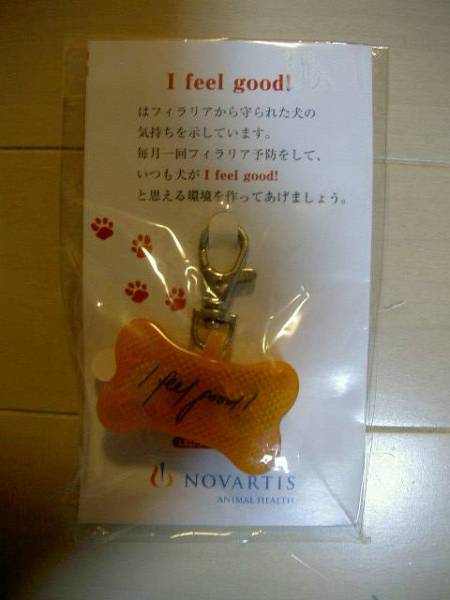 I feel good!
はフィラリアから守られた犬の
気持ちを示しています。
毎月一回フィラリア予防をして、
いつも犬が I feel good!
と思える環境を作ってあげましょう。
I feel good!
NOVARTIS
ANIMAL HEALTH